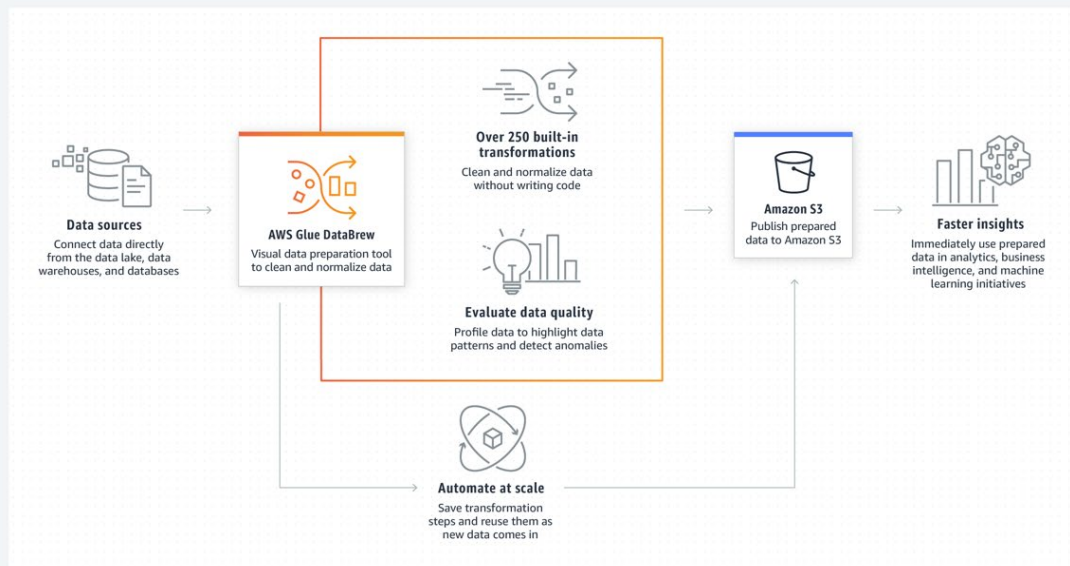 Data sources
Connect data directly
from the data lake, data
warehouses, and databases
AWS Glue DataBrew
Visual data preparation tool
to clean and normalize data
Over 250 built-in
transformations
Clean and normalize data
without writing code
Evaluate data quality
Profile data to highlight data
patterns and detect anomalies
Automate at scale
Save transformation
steps and reuse them as
new data comes in
Amazon S3
Publish prepared
data to Amazon S3
Faster insights
Immediately use prepared
data in analytics, business
intelligence, and machine
learning initiatives